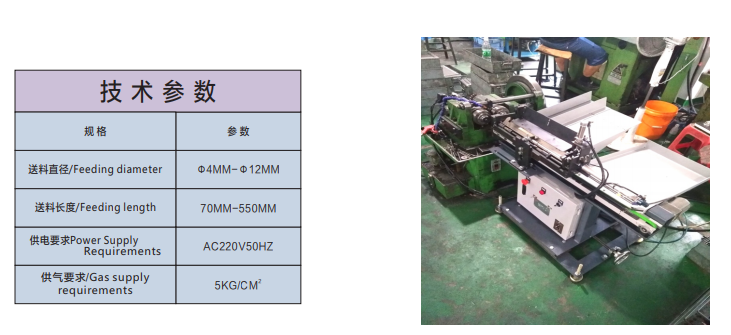 技术参数
规格
参数
送料直径/Feeding diameter
Φ4MM-Φ12MM
送料长度/Feeding length
70MM-550MM
供电要求Power Supply
Requirements
AC220V50HZ
供气要求/Gas supply
requirements
5KG/CM²